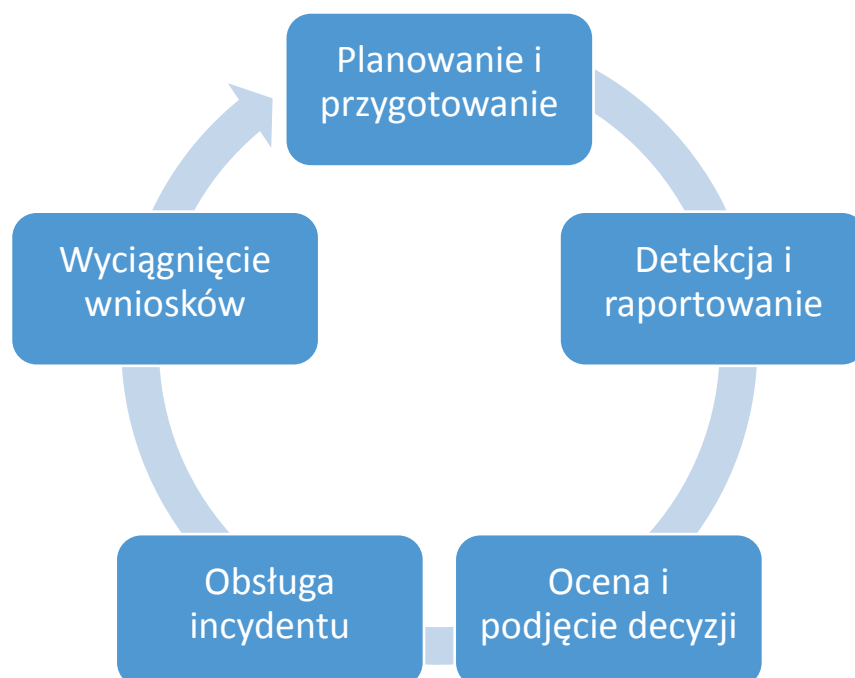 Planowanie i
przygotowanie
Detekcja i
raportowanie
Ocena i
podjęcie decyzji
Obsługa
incydentu
Wyciągnięcie
wniosków